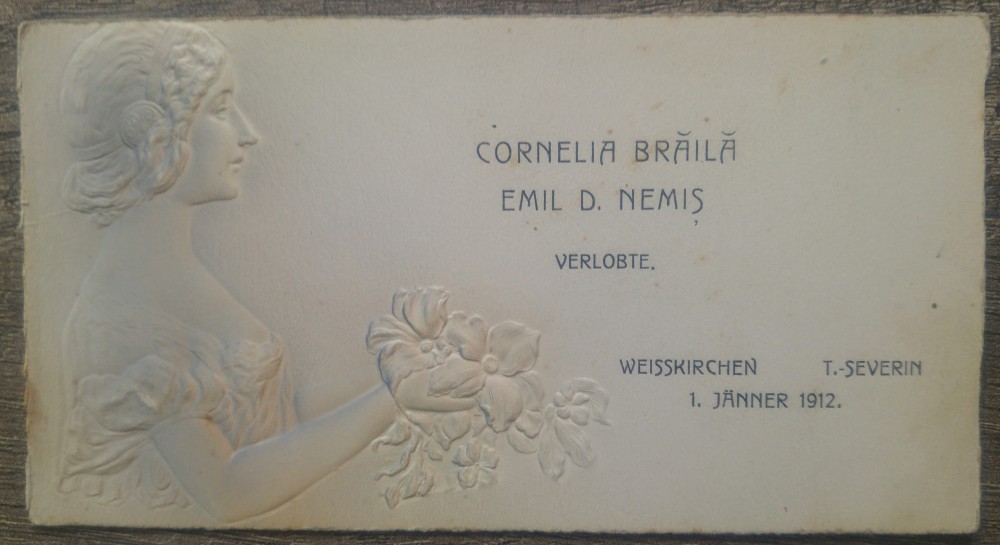 CORNELIA BRĂILĂ
EMIL D. NEMIȘ
VERLOBTE.
WEISSKIRCHEN T.-SEVERIN
1. JÄNNER 1912.